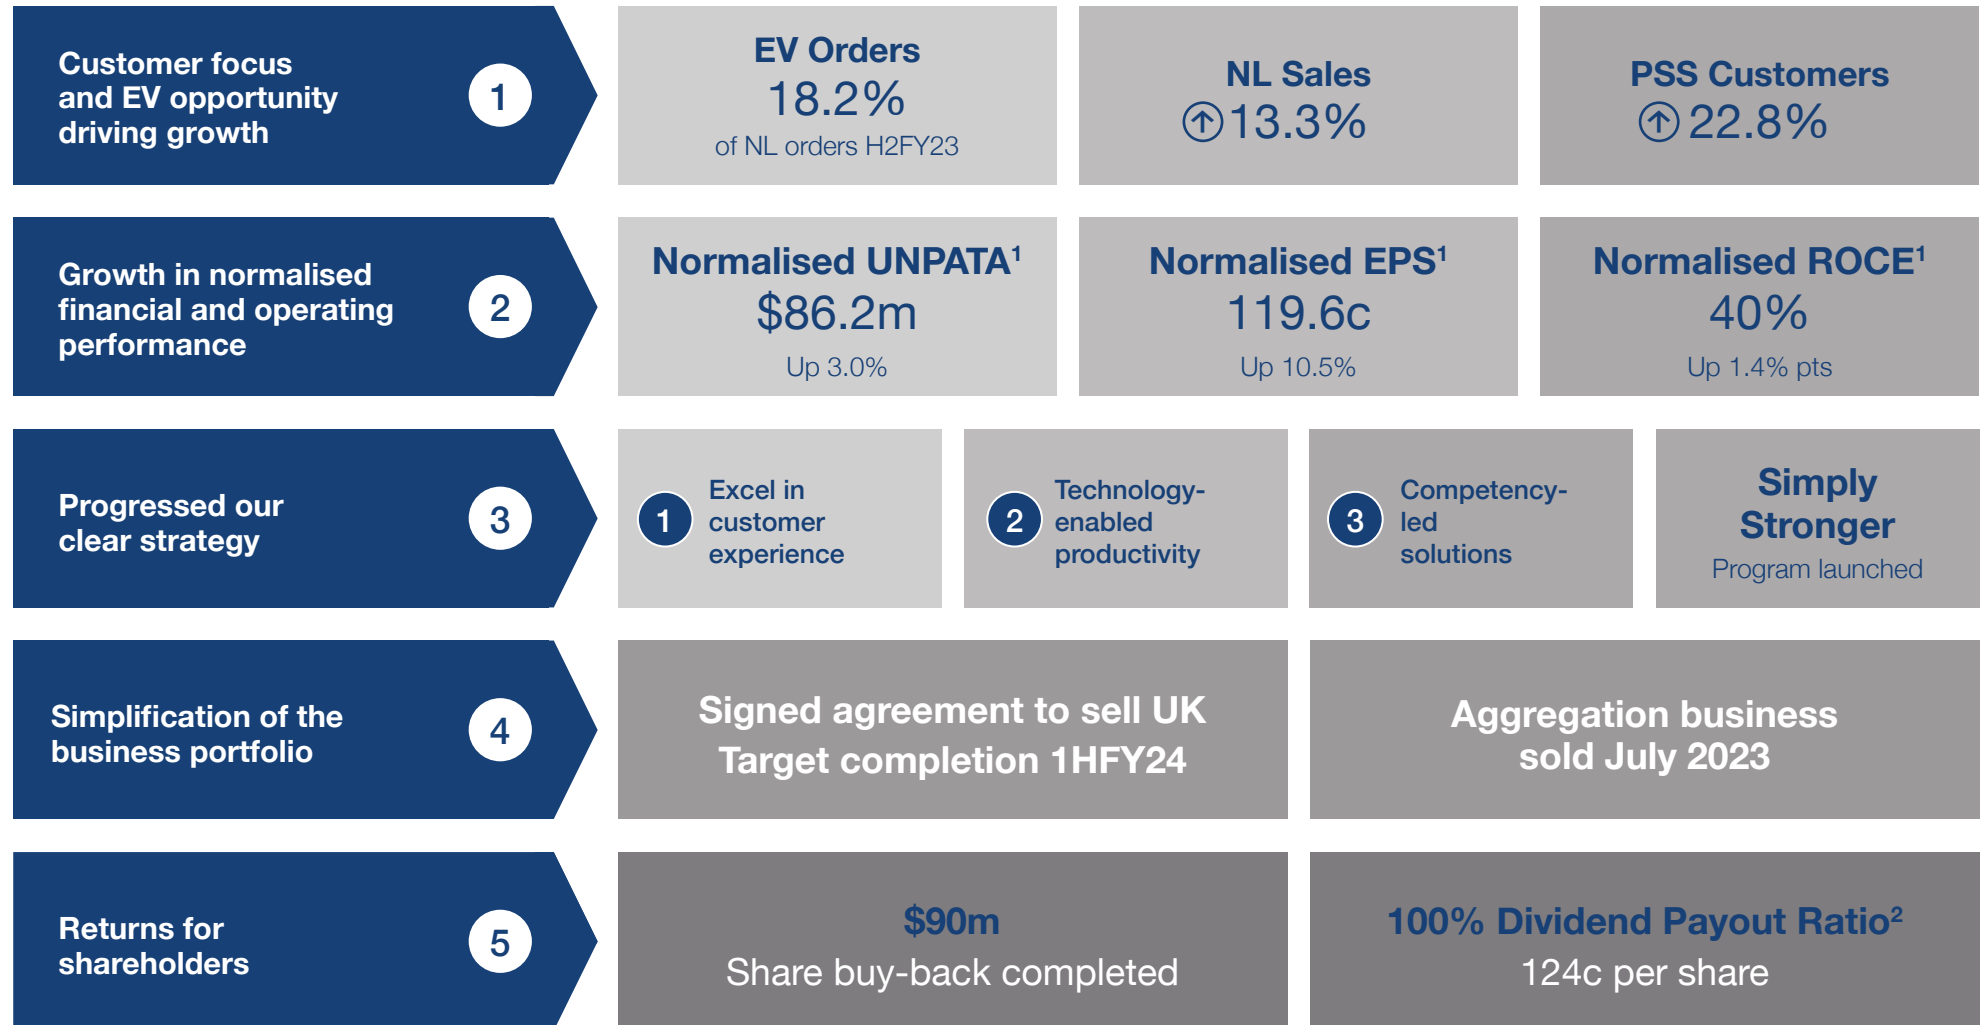 Customer focus
and EV opportunity
driving growth
1
EV Orders
18.2%
of NL orders H2FY23
NL Sales
↑ 13.3%
PSS Customers
↑ 22.8%
Growth in normalised
financial and operating
performance
2
Normalised UNPATA¹
$86.2m
Up 3.0%
Normalised EPS¹
119.6c
Up 10.5%
Normalised ROCE¹
40%
Up 1.4% pts
Progressed our
clear strategy
3
1
Excel in
customer
experience
2
Technology-
enabled
productivity
3
Competency-
led
solutions
Simply
Stronger
Program launched
Simplification of the
business portfolio
4
Signed agreement to sell UK
Target completion 1HFY24
Aggregation business
sold July 2023
Returns for
shareholders
5
$90m
Share buy-back completed
100% Dividend Payout Ratio²
124c per share